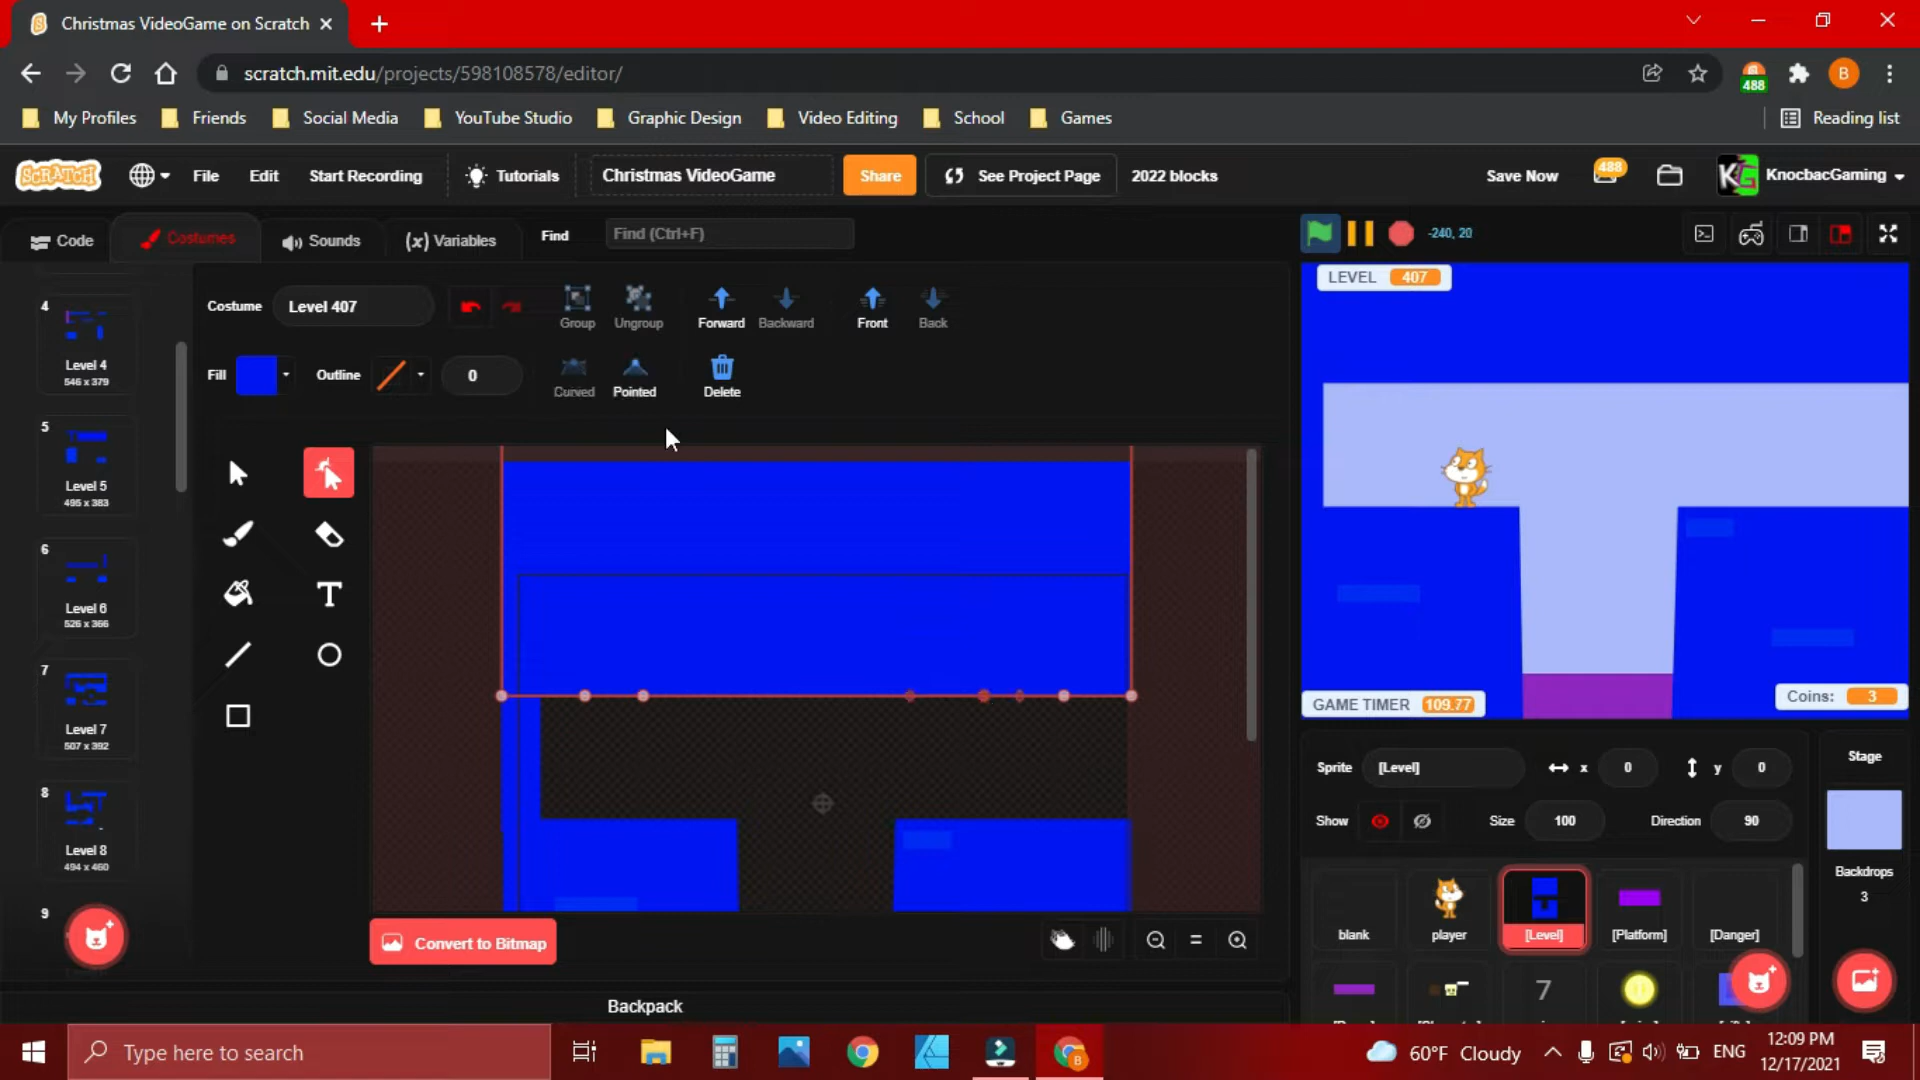 Christmas VideoGame on Scratch
scratch.mit.edu/projects/598108578/editor/
488
B
My Profiles
Friends
Social Media
YouTube Studio
Graphic Design
Video Editing
School
Games
Reading list
SCRATCH
File
Edit
Start Recording
Tutorials
Christmas VideoGame
Share
See Project Page
2022 blocks
Save Now
488
KG
KnocbacGaming
Code
Costumes
Sounds
(x) Variables
Find
Find (Ctrl+F)
-240, 20
Costume
Level 407
Group
Ungroup
Forward
Backward
Front
Back
Fill
Outline
0
Curved
Pointed
Delete
4
Level 4
546 x 379
5
Level 5
495 x 383
6
Level 6
526 x 366
7
Level 7
507 x 392
8
Level 8
494 x 460
9
T
Convert to Bitmap
Backpack
LEVEL 407
GAME TIMER 109.77
Coins: 3
Sprite
[Level]
x
0
y
0
Show
Size
100
Direction
90
Stage
Backdrops
3
blank
player
[Level]
[Platform]
[Danger]
7
Type here to search
B
60°F Cloudy
ENG
12:09 PM
12/17/2021